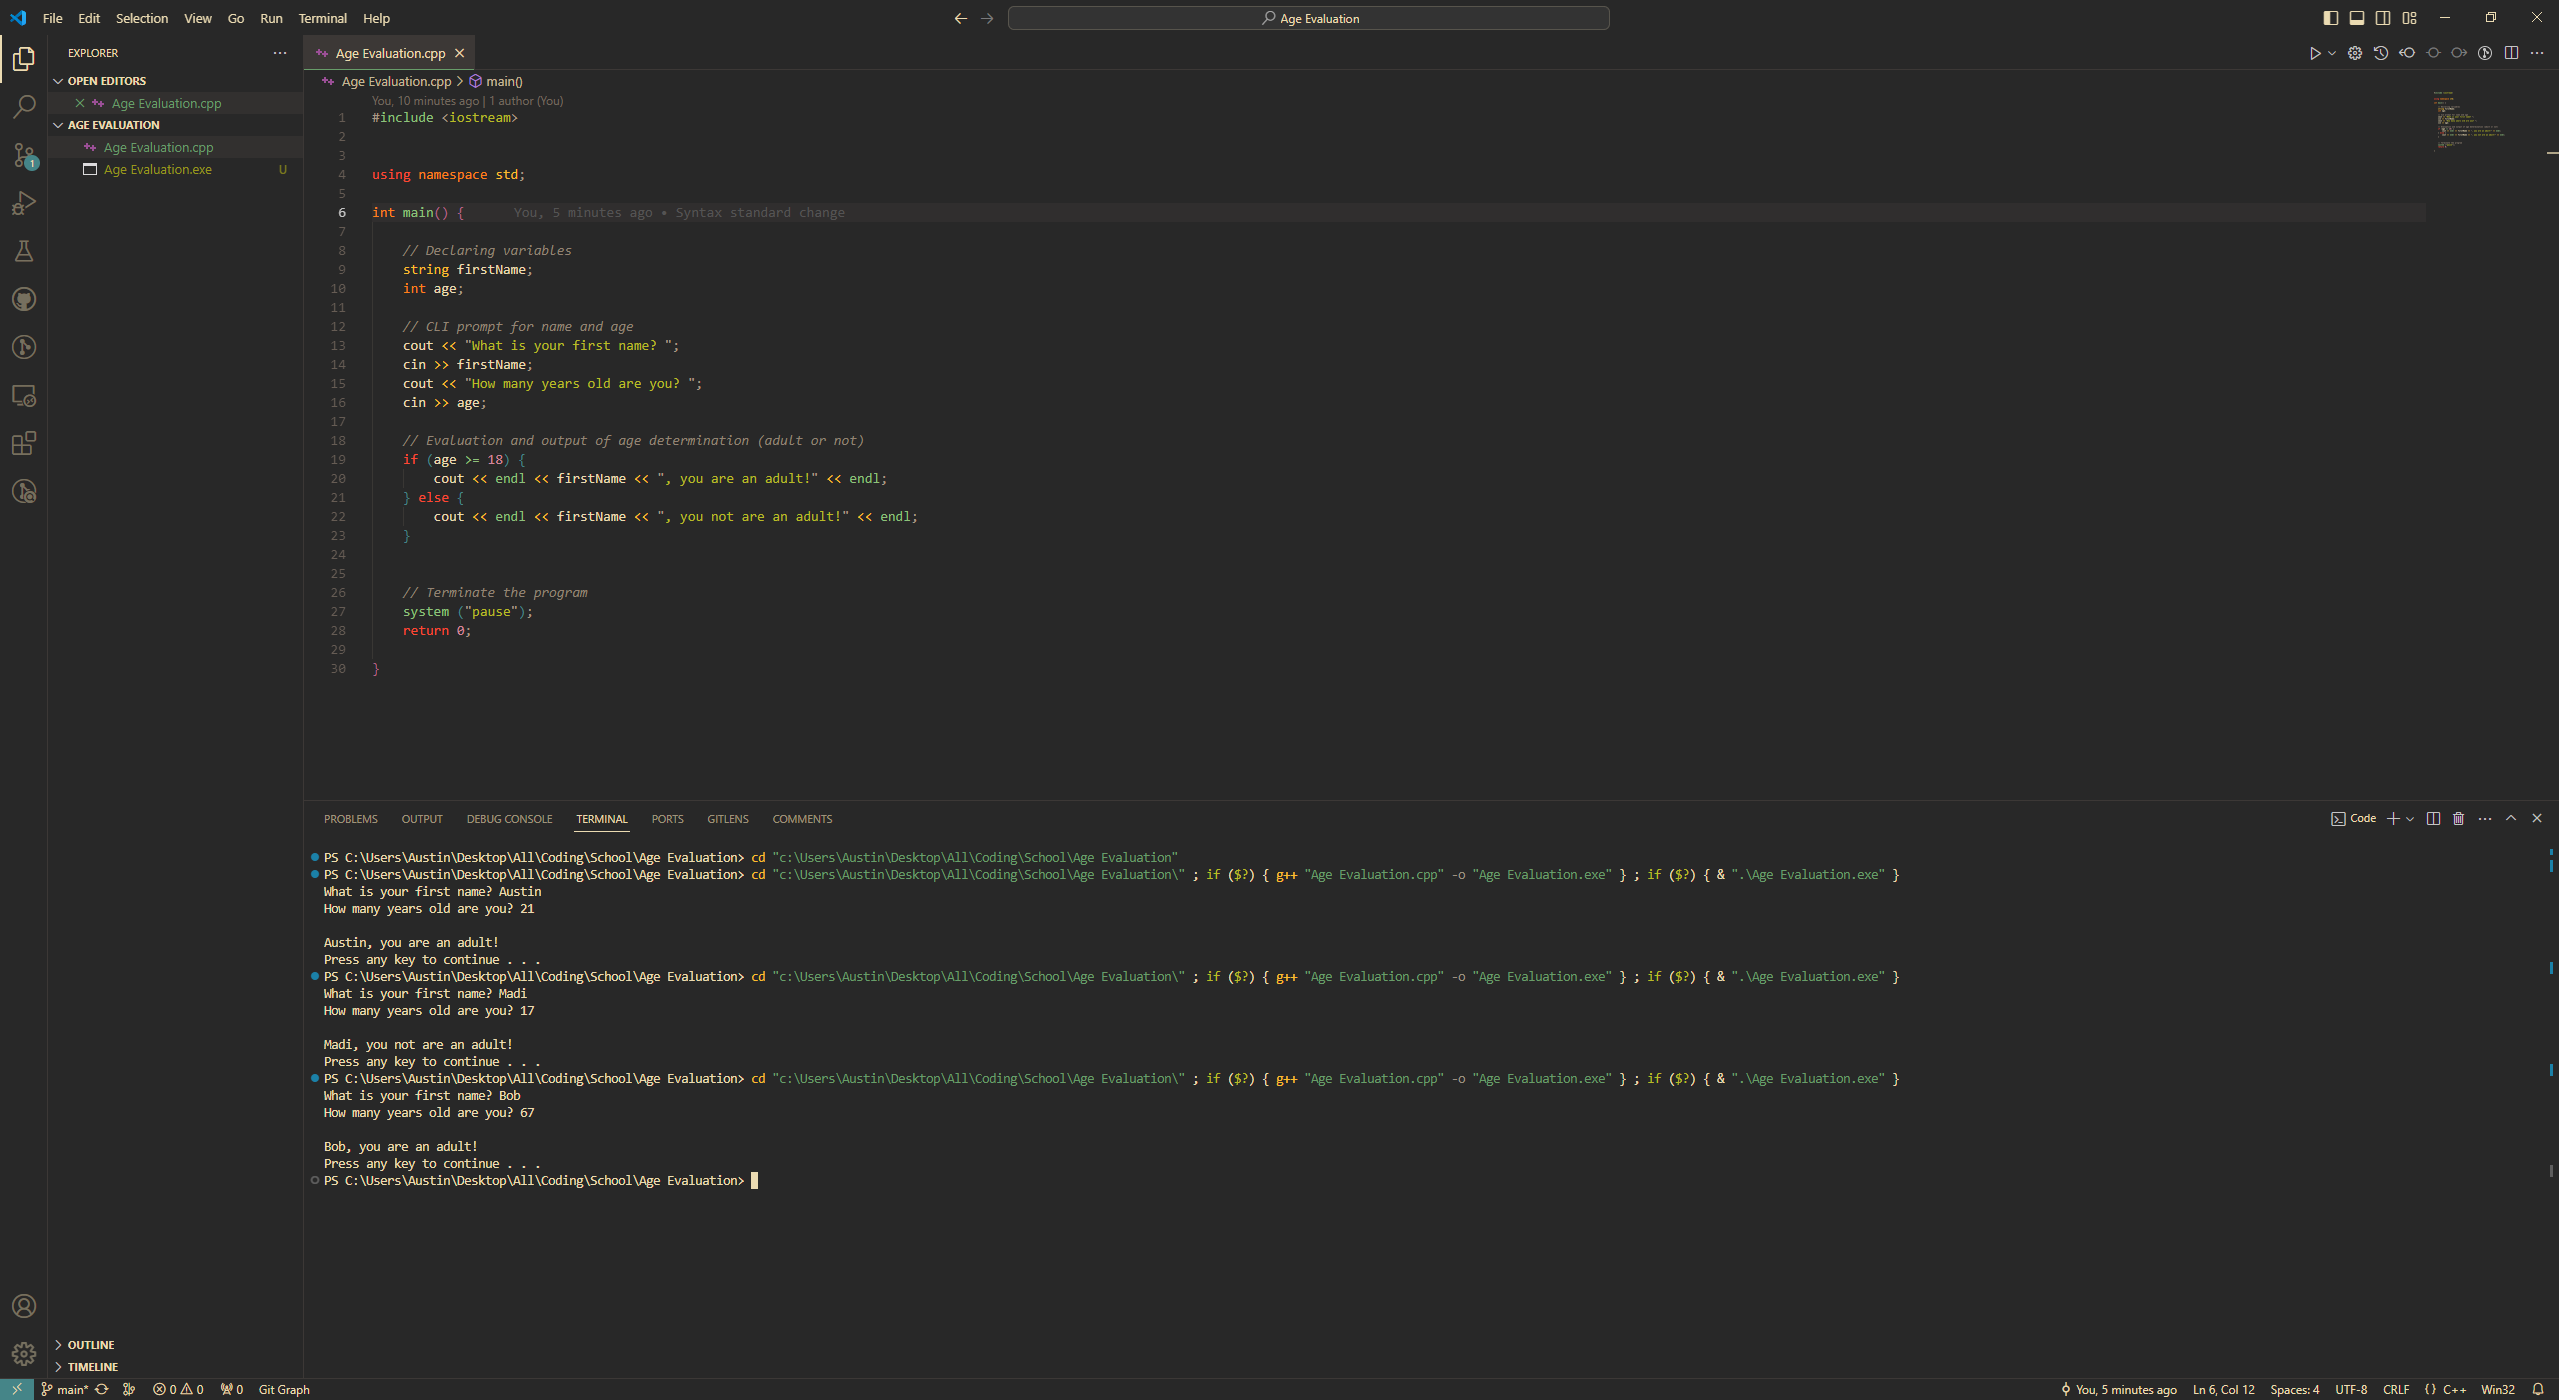 File Edit Selection View Go Run Terminal Help
Age Evaluation
EXPLORER
OPEN EDITORS
Age Evaluation.cpp
AGE EVALUATION
Age Evaluation.cpp
Age Evaluation.exe U
1
Age Evaluation.cpp
Age Evaluation.cpp > main()
You, 10 minutes ago | 1 author (You)
1 #include <iostream>
2
3
4 using namespace std;
5
6 int main() { You, 5 minutes ago • Syntax standard change
7
8 // Declaring variables
9 string firstName;
10 int age;
11
12 // CLI prompt for name and age
13 cout << "What is your first name? ";
14 cin >> firstName;
15 cout << "How many years old are you? ";
16 cin >> age;
17
18 // Evaluation and output of age determination (adult or not)
19 if (age >= 18) {
20 cout << endl << firstName << ", you are an adult!" << endl;
21 } else {
22 cout << endl << firstName << ", you not are an adult!" << endl;
23 }
24
25
26 // Terminate the program
27 system ("pause");
28 return 0;
29
30 }
PROBLEMS OUTPUT DEBUG CONSOLE TERMINAL PORTS GITLENS COMMENTS
Code
PS C:\Users\Austin\Desktop\All\Coding\School\Age Evaluation> cd "c:\Users\Austin\Desktop\All\Coding\School\Age Evaluation"
PS C:\Users\Austin\Desktop\All\Coding\School\Age Evaluation> cd "c:\Users\Austin\Desktop\All\Coding\School\Age Evaluation\" ; if ($?) { g++ "Age Evaluation.cpp" -o "Age Evaluation.exe" } ; if ($?) { & ".\Age Evaluation.exe" }
What is your first name? Austin
How many years old are you? 21
Austin, you are an adult!
Press any key to continue . . .
PS C:\Users\Austin\Desktop\All\Coding\School\Age Evaluation> cd "c:\Users\Austin\Desktop\All\Coding\School\Age Evaluation\" ; if ($?) { g++ "Age Evaluation.cpp" -o "Age Evaluation.exe" } ; if ($?) { & ".\Age Evaluation.exe" }
What is your first name? Madi
How many years old are you? 17
Madi, you not are an adult!
Press any key to continue . . .
PS C:\Users\Austin\Desktop\All\Coding\School\Age Evaluation> cd "c:\Users\Austin\Desktop\All\Coding\School\Age Evaluation\" ; if ($?) { g++ "Age Evaluation.cpp" -o "Age Evaluation.exe" } ; if ($?) { & ".\Age Evaluation.exe" }
What is your first name? Bob
How many years old are you? 67
Bob, you are an adult!
Press any key to continue . . .
PS C:\Users\Austin\Desktop\All\Coding\School\Age Evaluation>
OUTLINE
TIMELINE
main* 0 0 0 Git Graph
You, 5 minutes ago Ln 6, Col 12 Spaces: 4 UTF-8 CRLF {} C++ Win32